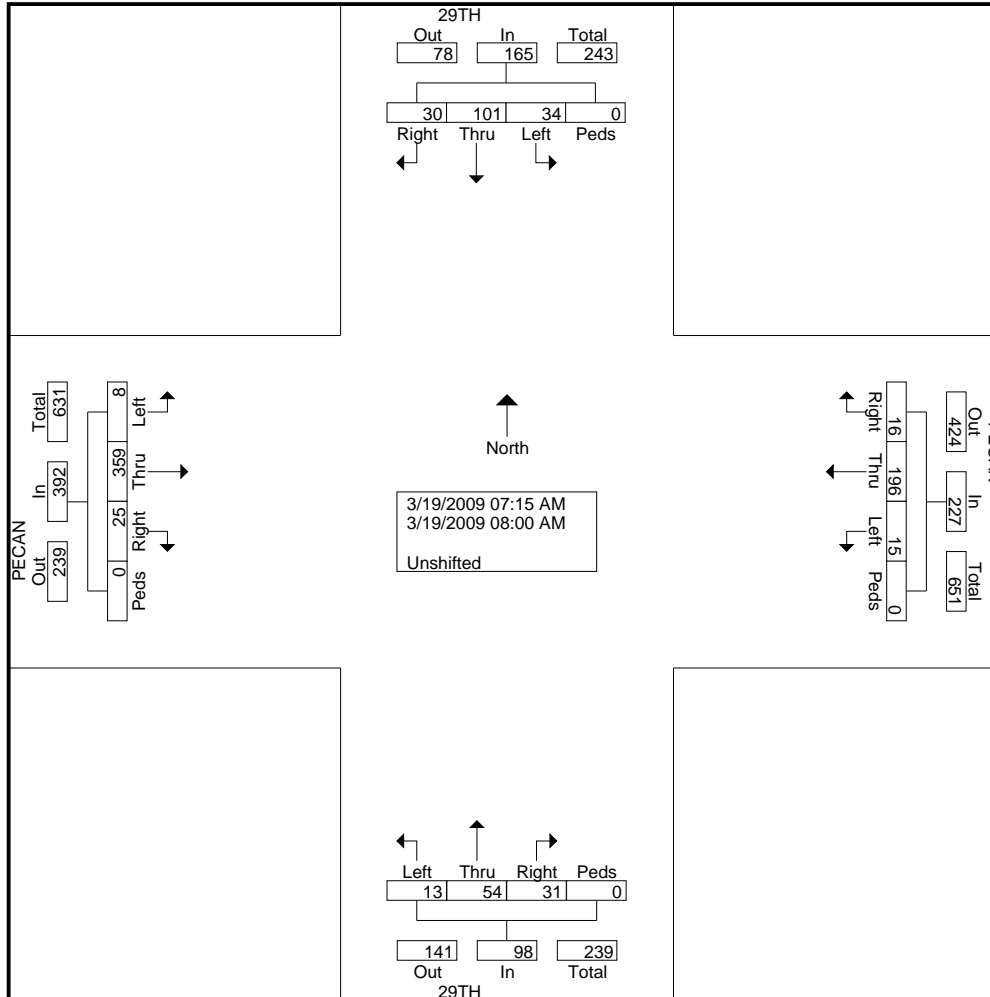 29TH
Out In Total
78 165 243
30 101 34 0
Right Thru Left Peds
Total 631
In 392
Out 239
PECAN
8 359 25 0
Left Thru Right Peds
North
3/19/2009 07:15 AM
3/19/2009 08:00 AM
Unshifted
Right Thru Left Peds
16 196 15 0
Out 424
In 227
Total 651
Left Thru Right Peds
13 54 31 0
141 98 239
Out In Total
29TH